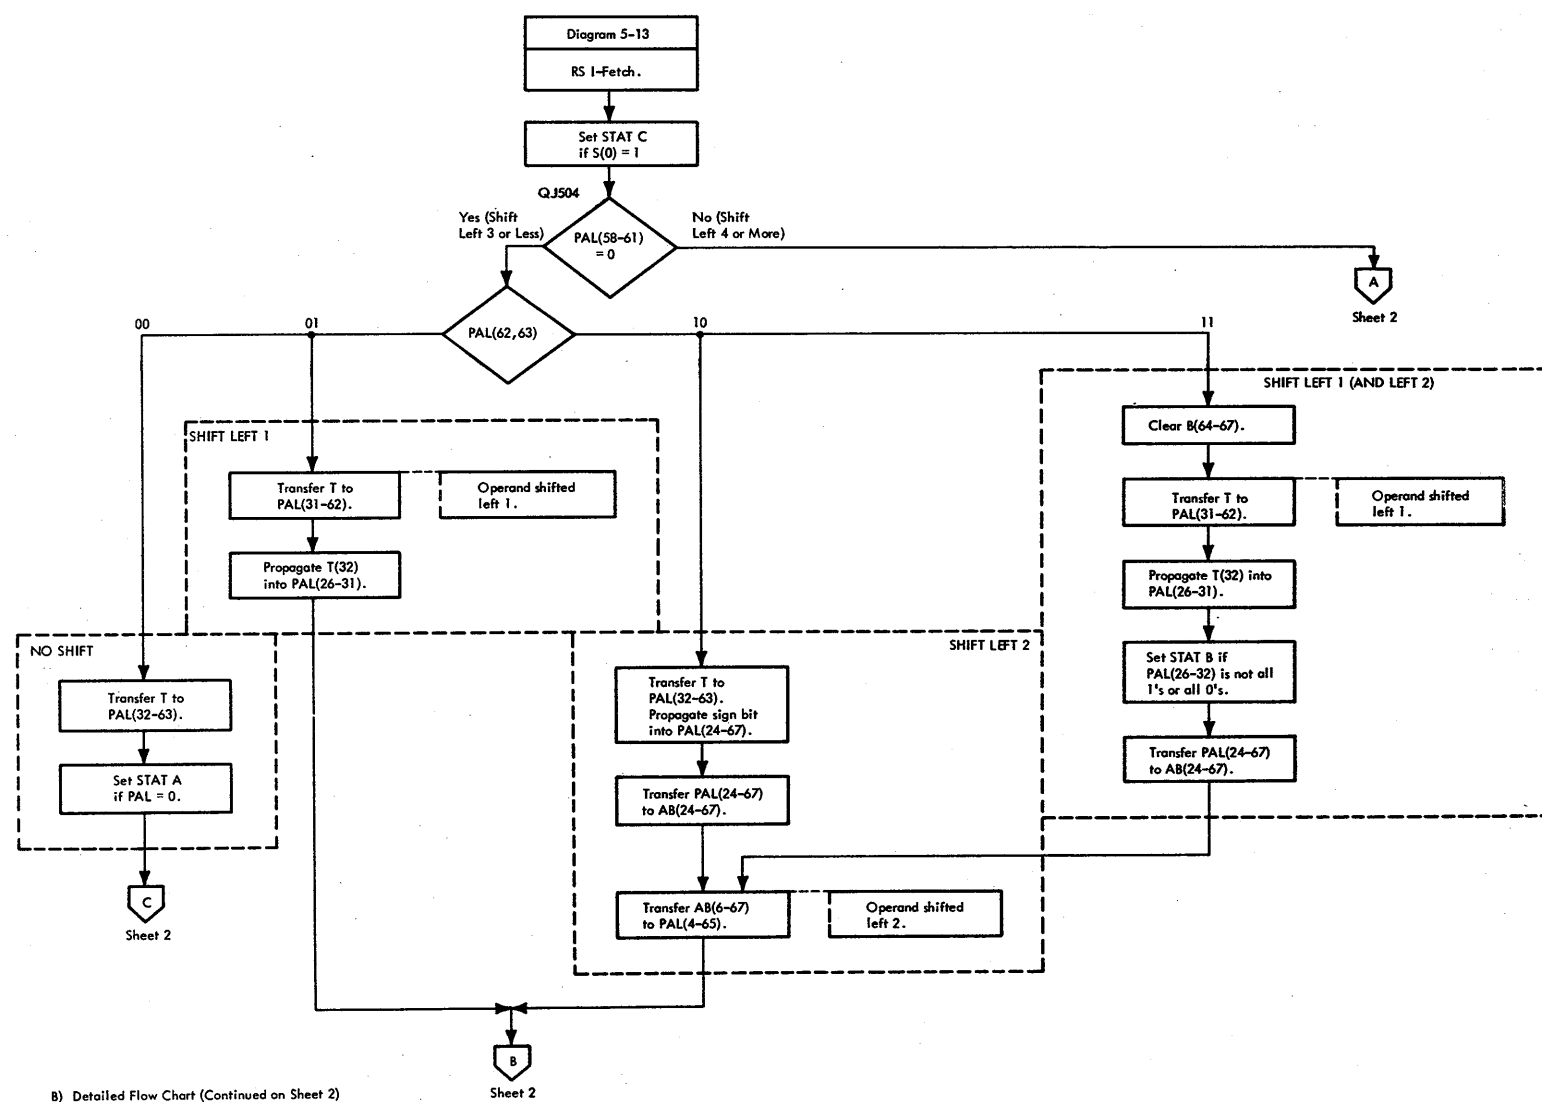 Diagram 5-13
RS I-Fetch.
Set STAT C
if S(0) = 1
QJ504
Yes (Shift
Left 3 or Less)
PAL(58-61)
= 0
No (Shift
Left 4 or More)
A
Sheet 2
00
01
PAL(62,63)
10
11
SHIFT LEFT 1 (AND LEFT 2)
Clear B(64-67).
Transfer T to
PAL(31-62).
Operand shifted
left 1.
Propagate T(32) into
PAL(26-31).
Set STAT B if
PAL(26-32) is not all
1's or all 0's.
Transfer PAL(24-67)
to AB(24-67).
SHIFT LEFT 1
Transfer T to
PAL(31-62).
Operand shifted
left 1.
Propagate T(32)
into PAL(26-31).
NO SHIFT
Transfer T to
PAL(32-63).
Set STAT A
if PAL = 0.
C
Sheet 2
SHIFT LEFT 2
Transfer T to
PAL(32-63).
Propagate sign bit
into PAL(24-67).
Transfer PAL(24-67)
to AB(24-67).
Transfer AB(6-67)
to PAL(4-65).
Operand shifted
left 2.
B
Sheet 2
B) Detailed Flow Chart (Continued on Sheet 2)